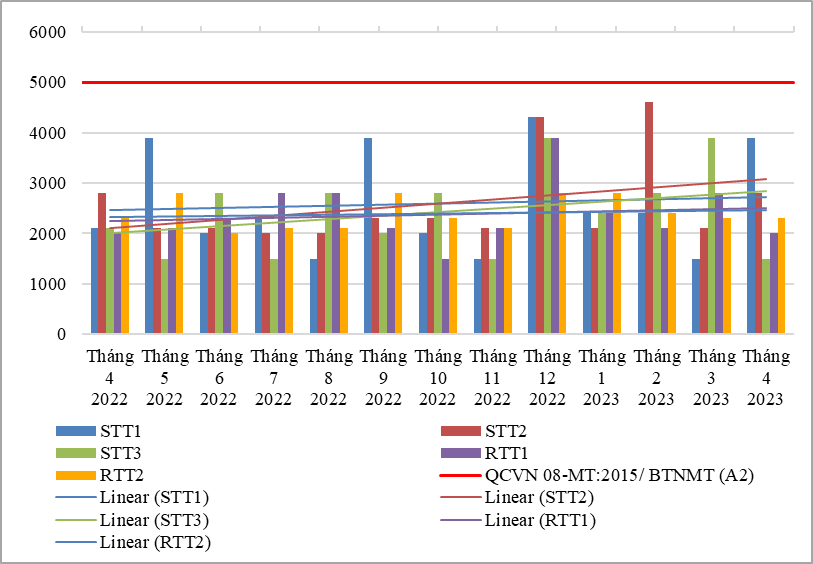 6000
5000
4000
3000
2000
1000
0
Tháng 4 2022
Tháng 5 2022
Tháng 6 2022
Tháng 7 2022
Tháng 8 2022
Tháng 9 2022
Tháng 10 2022
Tháng 11 2022
Tháng 12 2022
Tháng 1 2023
Tháng 2 2023
Tháng 3 2023
Tháng 4 2023
STT1
STT2
STT3
RTT1
RTT2
QCVN 08-MT:2015/ BTNMT (A2)
Linear (STT1)
Linear (STT2)
Linear (STT3)
Linear (RTT1)
Linear (RTT2)